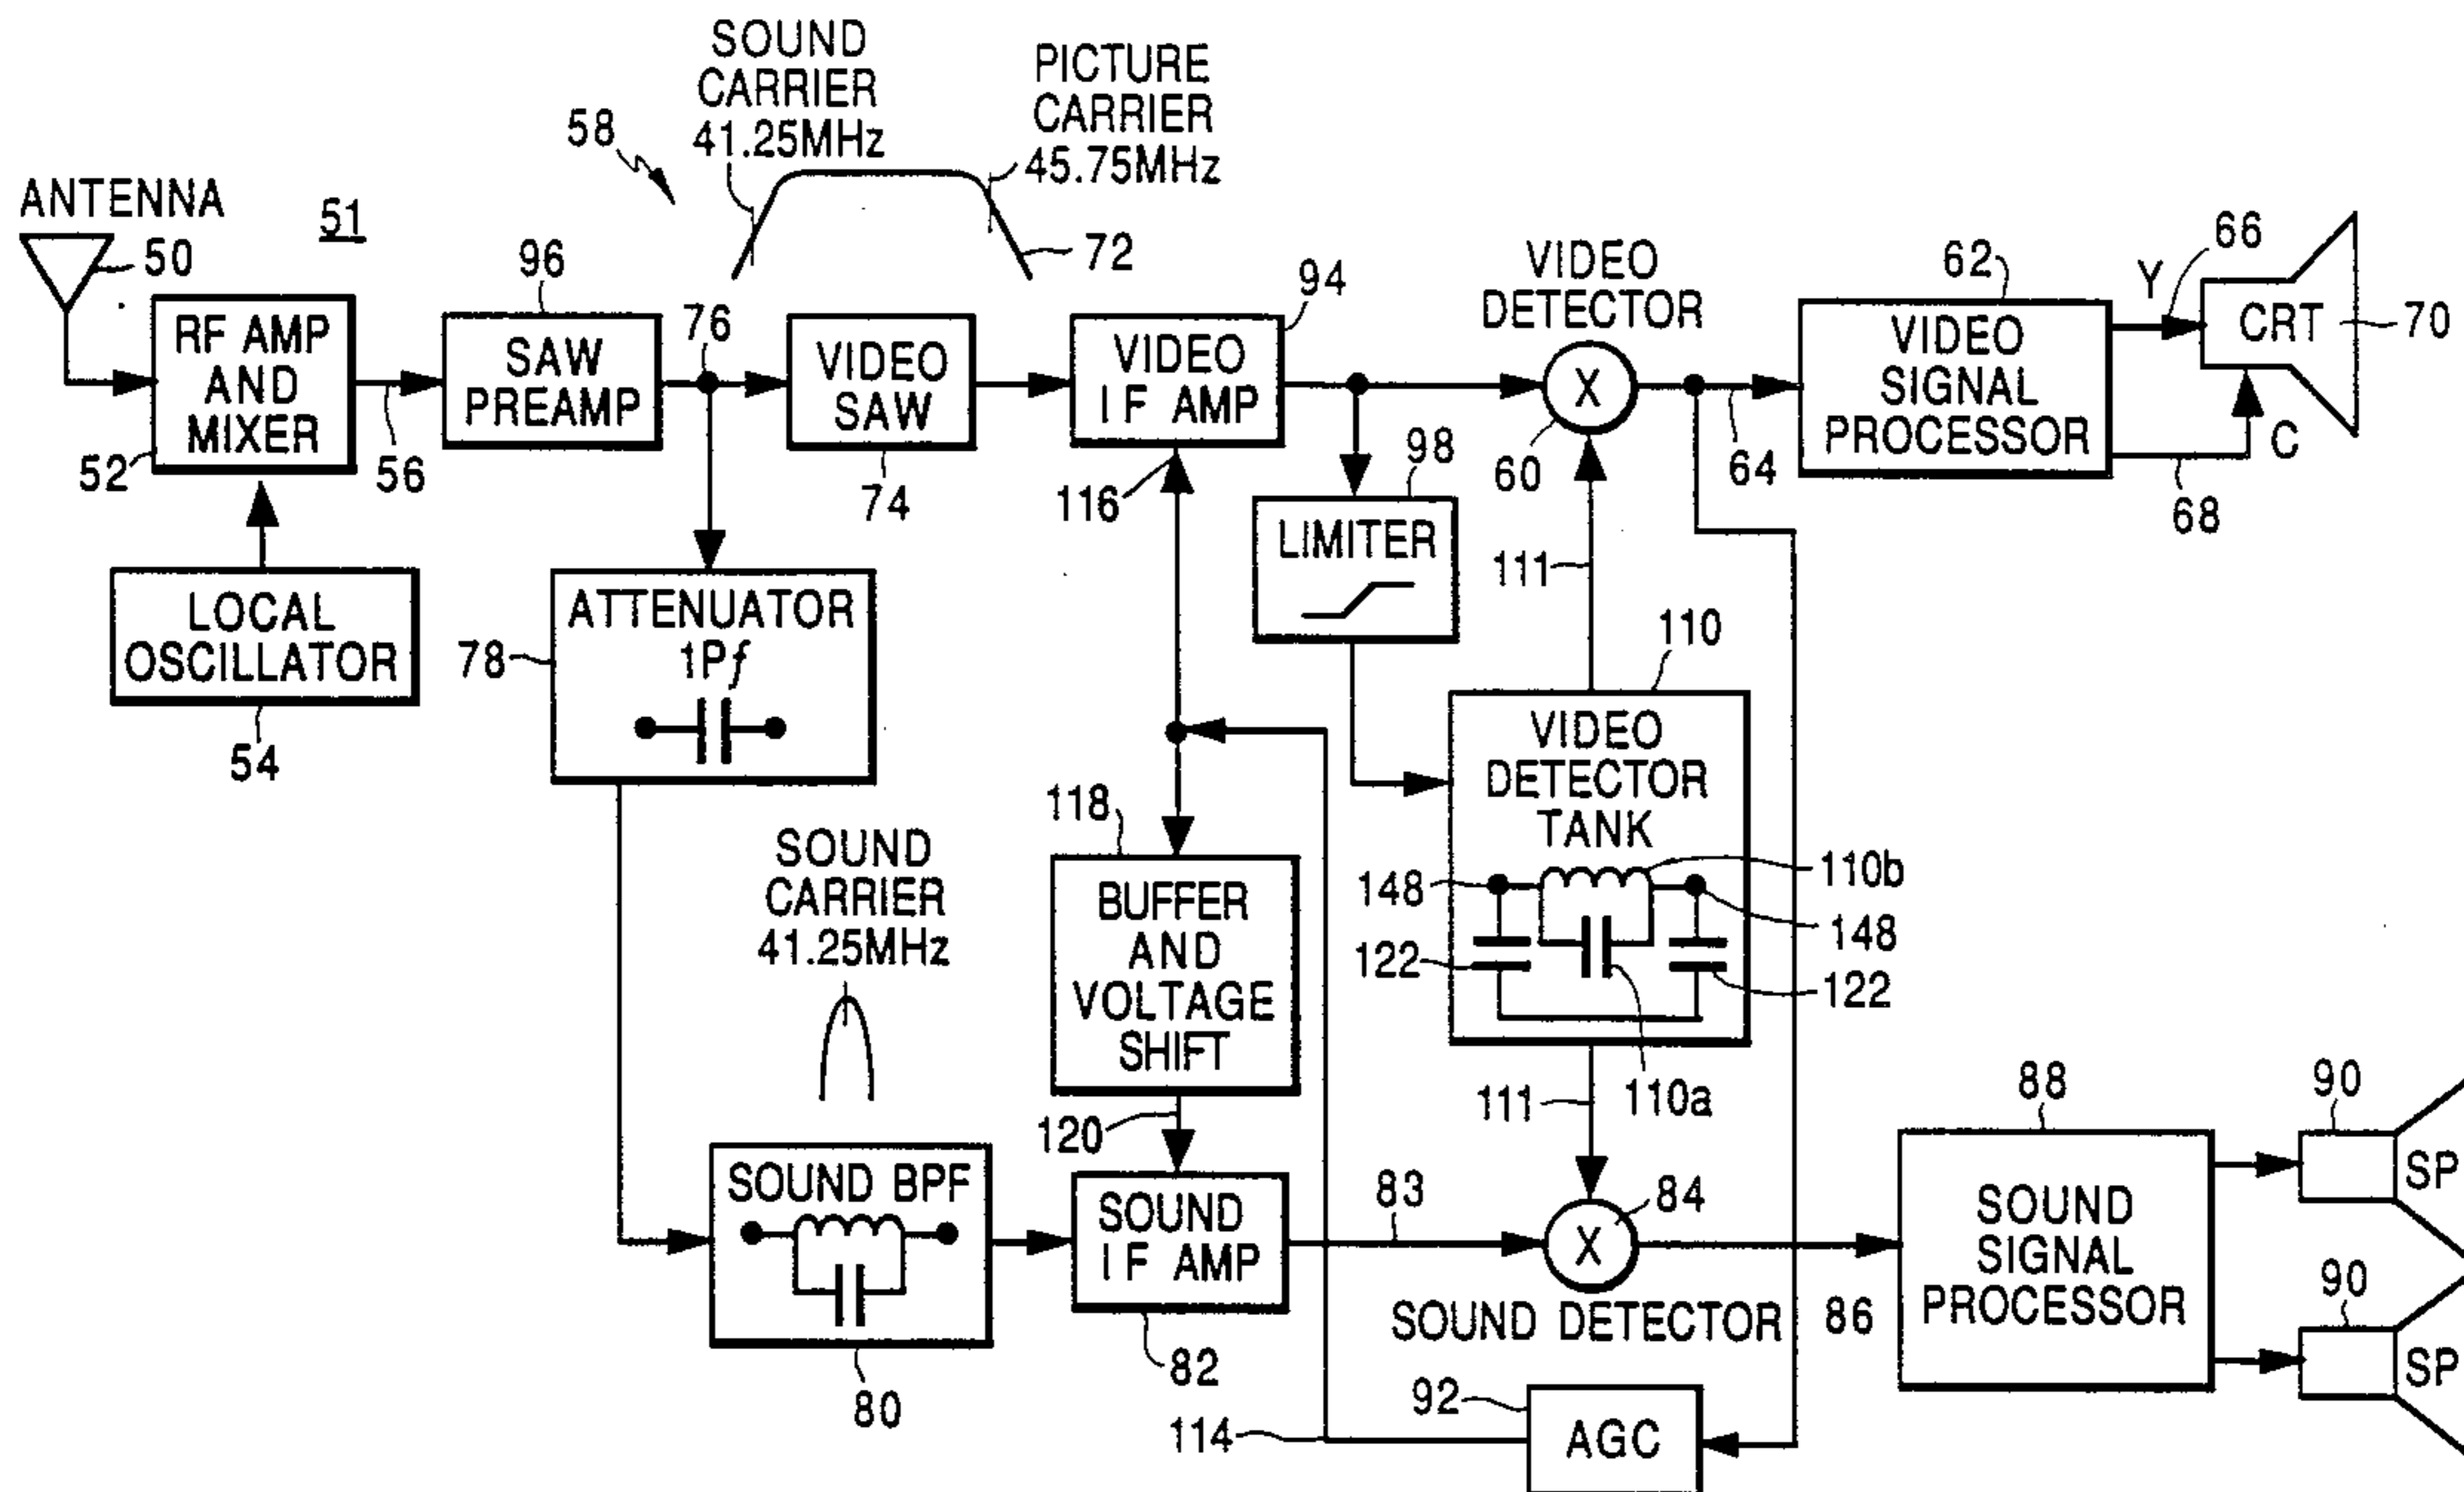 SOUND
CARRIER
41.25MHz
PICTURE
CARRIER
45.75MHz
58
72
ANTENNA
50
51
52
RF AMP
AND
MIXER
56
LOCAL
OSCILLATOR
54
96
SAW
PREAMP
76
VIDEO
SAW
74
94
VIDEO
IF AMP
116
VIDEO
DETECTOR
X
60
64
62
VIDEO
SIGNAL
PROCESSOR
Y
66
CRT
70
C
68
98
LIMITER
111
78
ATTENUATOR
1Pf
110
VIDEO
DETECTOR
TANK
110b
148
148
122
122
110a
111
118
BUFFER
AND
VOLTAGE
SHIFT
120
SOUND
CARRIER
41.25MHz
SOUND BPF
80
SOUND
IF AMP
82
83
X
84
SOUND DETECTOR
86
88
SOUND
SIGNAL
PROCESSOR
90
SP
90
SP
92
AGC
114